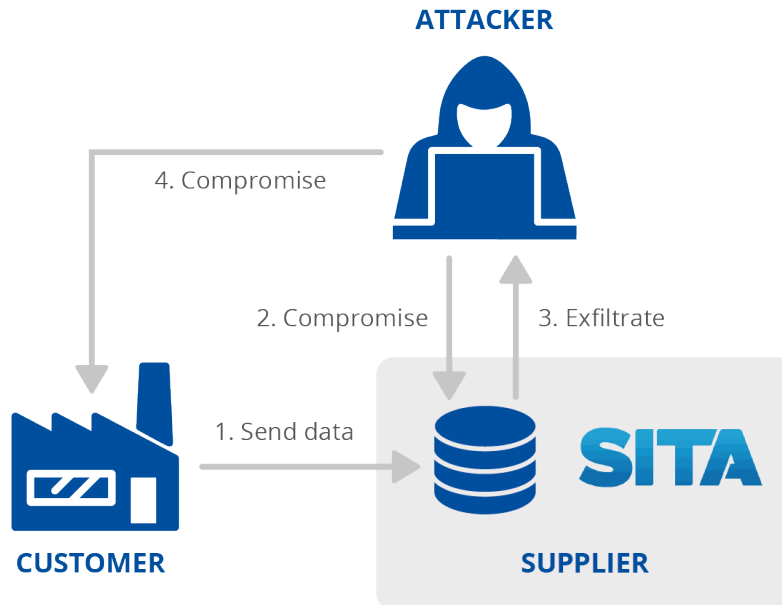 ATTACKER
4. Compromise
2. Compromise
3. Exfiltrate
1. Send data
SITA
CUSTOMER
SUPPLIER